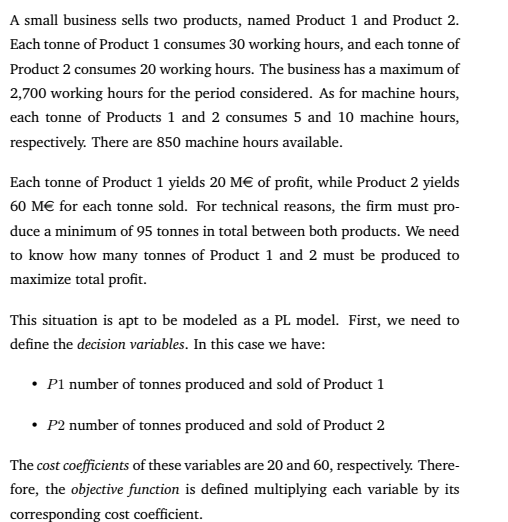 A small business sells two products, named Product 1 and Product 2.
Each tonne of Product 1 consumes 30 working hours, and each tonne of
Product 2 consumes 20 working hours. The business has a maximum of
2,700 working hours for the period considered. As for machine hours,
each tonne of Products 1 and 2 consumes 5 and 10 machine hours,
respectively. There are 850 machine hours available.
Each tonne of Product 1 yields 20 M€ of profit, while Product 2 yields
60 M€ for each tonne sold. For technical reasons, the firm must pro-
duce a minimum of 95 tonnes in total between both products. We need
to know how many tonnes of Product 1 and 2 must be produced to
maximize total profit.
This situation is apt to be modeled as a PL model. First, we need to
define the decision variables. In this case we have:
• P1 number of tonnes produced and sold of Product 1
• P2 number of tonnes produced and sold of Product 2
The cost coefficients of these variables are 20 and 60, respectively. There-
fore, the objective function is defined multiplying each variable by its
corresponding cost coefficient.